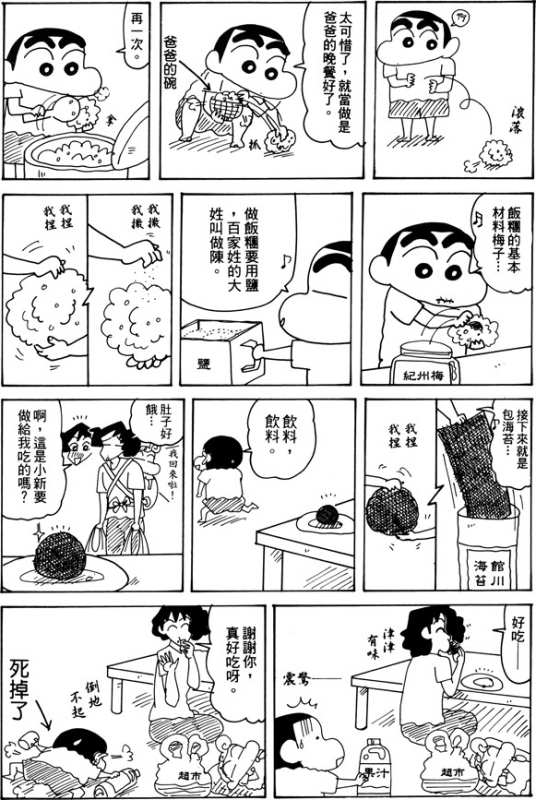 啊
滾落
太可惜了，就當做是
爸爸的晚餐好了。
爸爸的碗
抓
再一次。
拿
飯糰的基本
材料梅子…
紀州梅
做飯糰要用鹽
，百家姓的大
姓叫做陳。
鹽
我撒
我撒
我捏
我捏
接下來就是
包海苔…
館川
海苔
我捏
我捏
飲料，
飲料。
肚子好
餓…
我回來啦！
啊，這是小新要
做給我吃的嗎？
好吃——
津津
有味
震驚
果汁
超市
謝謝你，
真好吃呀。
倒地
不起
死掉了
超市